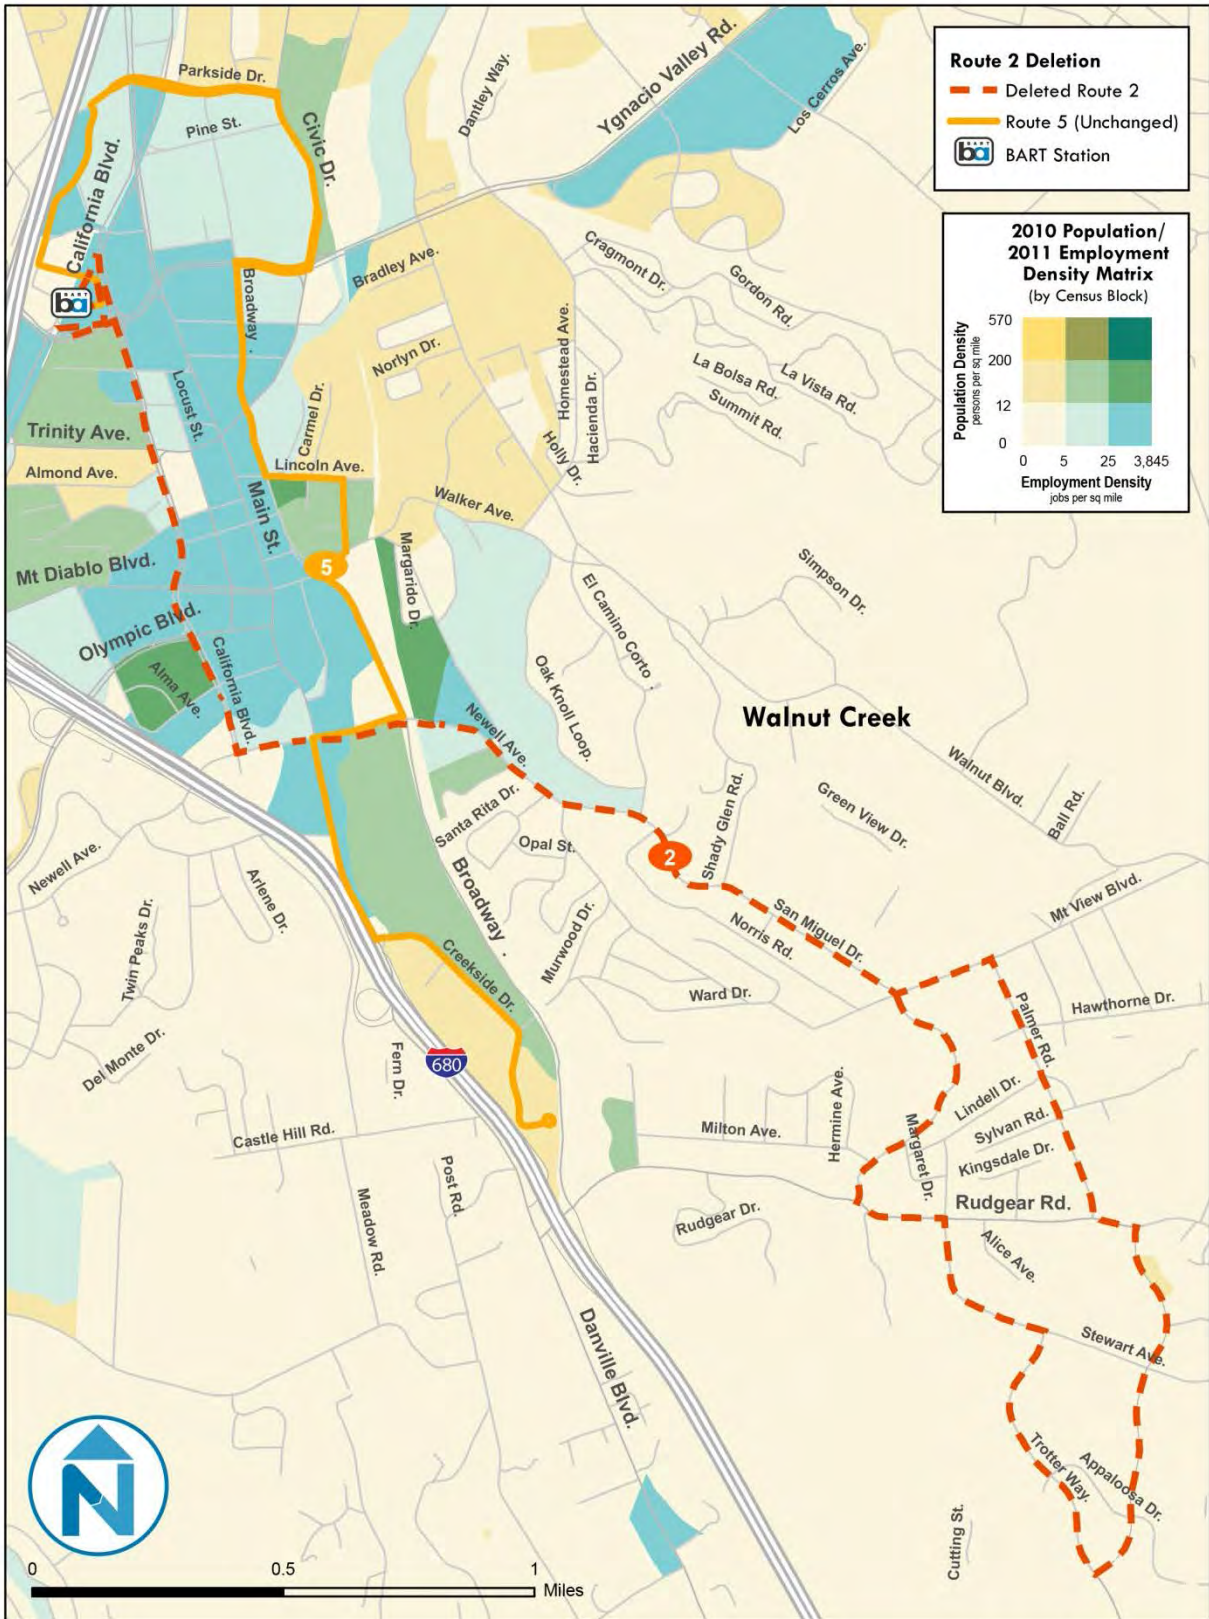 Route 2 Deletion
Deleted Route 2
Route 5 (Unchanged)
BART
ba
BART Station
2010 Population/
2011 Employment
Density Matrix
(by Census Block)
Population Density
persons per sq mile
570
200
12
0
0 5 25 3,845
Employment Density
jobs per sq mile
Parkside Dr.
Pine St.
Civic Dr.
California Blvd.
Dantley Way.
Ygnacio Valley Rd.
Los Cerros Ave.
BART
ba
Broadway .
Bradley Ave.
Cragmont Dr.
Gordon Rd.
Norlyn Dr.
Homestead Ave.
Hacienda Dr.
La Bolsa Rd.
La Vista Rd.
Summit Rd.
Locust St.
Carmel Dr.
Holly Dr.
Trinity Ave.
Almond Ave.
Lincoln Ave.
Main St.
Walker Ave.
Mt Diablo Blvd.
5
Margarido Dr.
El Camino Corto .
Simpson Dr.
Olympic Blvd.
Alma Ave.
California Blvd.
Oak Knoll Loop.
Newell Ave.
Walnut Creek
Walnut Blvd.
Ball Rd.
Green View Dr.
Shady Glen Rd.
Santa Rita Dr.
Opal St.
2
Newell Ave.
Arlene Dr.
Twin Peaks Dr.
Broadway .
Murwood Dr.
San Miguel Dr.
Norris Rd.
Mt View Blvd.
Creekside Dr.
Ward Dr.
Palmer Rd.
Hawthorne Dr.
Del Monte Dr.
Fern Dr.
680
Castle Hill Rd.
Milton Ave.
Hermine Ave.
Margaret Dr.
Lindell Dr.
Sylvan Rd.
Kingsdale Dr.
Meadow Rd.
Post Rd.
Rudgear Dr.
Rudgear Rd.
Alice Ave.
Danville Blvd.
Stewart Ave.
Trotter Way.
Appaloosa Dr.
Cutting St.
N
0 0.5 1
Miles